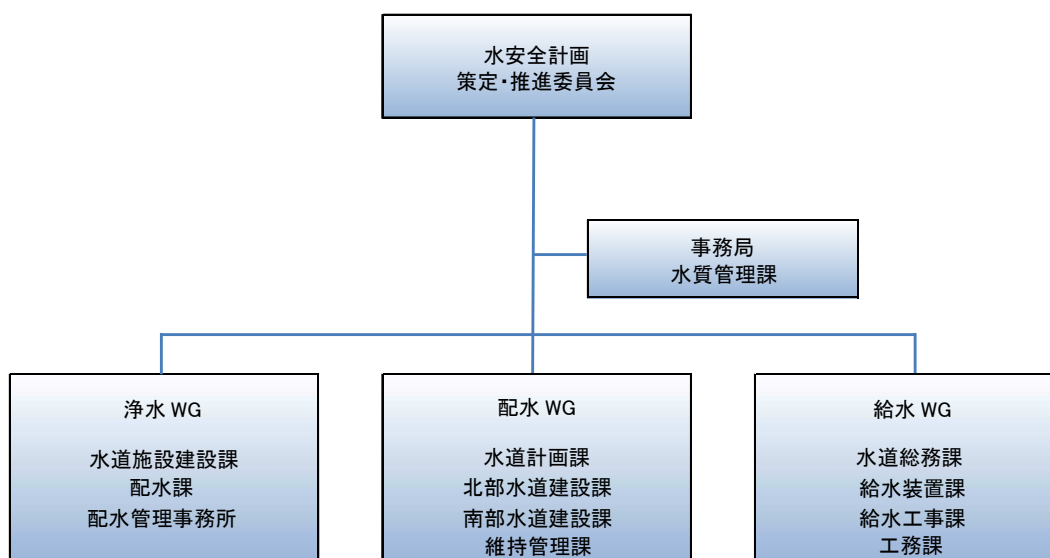 水安全計画
策定・推進委員会
事務局
水質管理課
浄水 WG
水道施設建設課
配水課
配水管理事務所
配水 WG
水道計画課
北部水道建設課
南部水道建設課
維持管理課
給水 WG
水道総務課
給水装置課
給水工事課
工務課